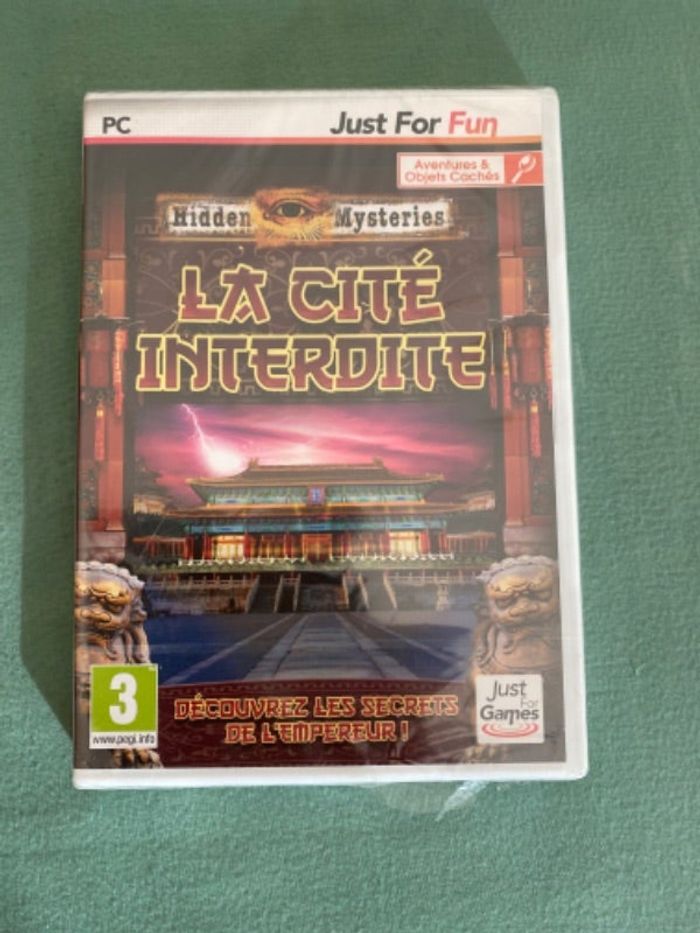 PC
Just For Fun
Aventures &
Objets Cachés
Hidden Mysteries
LA CITÉ
INTERDITE
3
www.pegi.info
DÉCOUVREZ LES SECRETS
DE L'EMPEREUR !
Just
For
Games